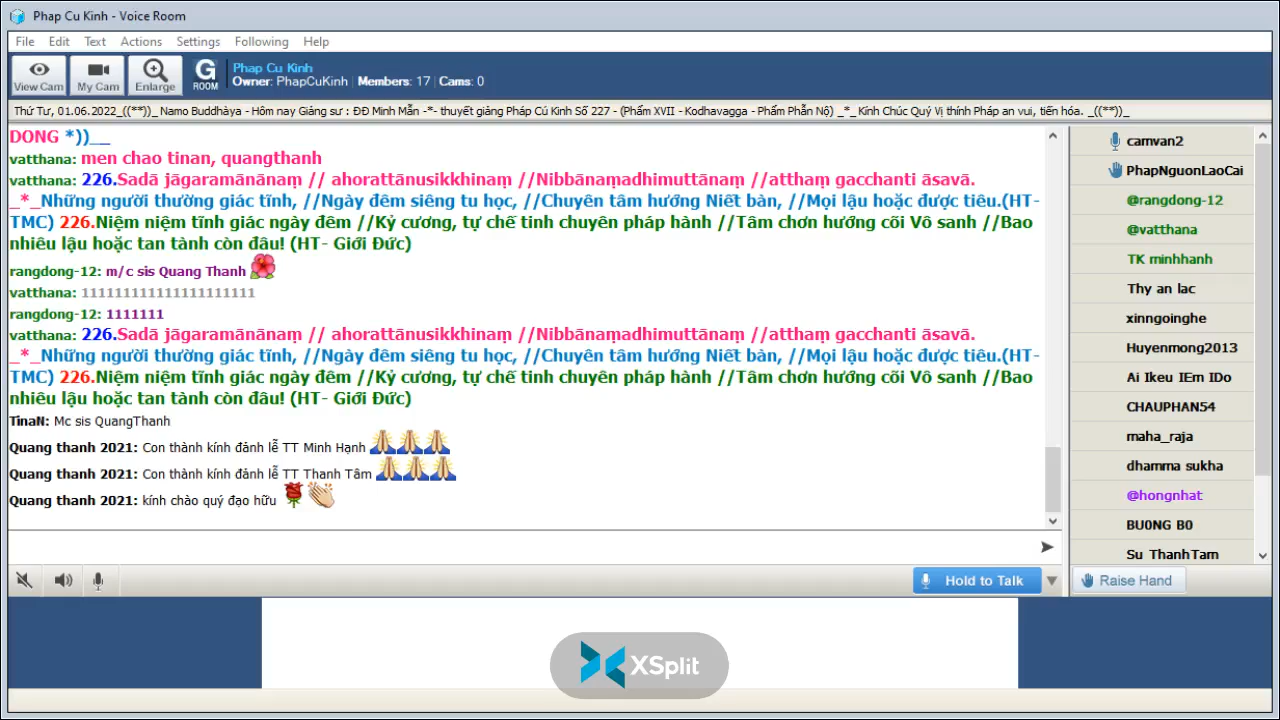 Phap Cu Kinh - Voice Room
File Edit Text Actions Settings Following Help
View Cam My Cam Enlarge G ROOM
Phap Cu Kinh
Owner: PhapCuKinh | Members: 17 | Cams: 0
Thứ Tư, 01.06.2022_((**))_ Namo Buddhàya - Hôm nay Giảng sư : ĐĐ Minh Mẫn -*- thuyết giảng Pháp Cú Kinh Số 227 - (Phẩm XVII - Kodhavagga - Phẩm Phẫn Nộ) _*_ Kính Chúc Quý Vị thính Pháp an vui, tiến hóa. _((**))_
DONG *))__
vatthana: men chao tinan, quangthanh
vatthana: 226.Sadā jāgaramānānaṃ // ahorattānusikkhinaṃ //Nibbānaṃadhimuttānaṃ //atthaṃ gacchanti āsavā.
_*_Những người thường giác tĩnh, //Ngày đêm siêng tu học, //Chuyên tâm hướng Niết bàn, //Mọi lậu hoặc được tiêu.(HT-
TMC) 226.Niệm niệm tĩnh giác ngày đêm //Kỷ cương, tự chế tinh chuyên pháp hành //Tâm chơn hướng cõi Vô sanh //Bao
nhiêu lậu hoặc tan tành còn đâu! (HT- Giới Đức)
rangdong-12: m/c sis Quang Thanh
vatthana: 111111111111111111111
rangdong-12: 1111111
vatthana: 226.Sadā jāgaramānānaṃ // ahorattānusikkhinaṃ //Nibbānaṃadhimuttānaṃ //atthaṃ gacchanti āsavā.
_*_Những người thường giác tĩnh, //Ngày đêm siêng tu học, //Chuyên tâm hướng Niết bàn, //Mọi lậu hoặc được tiêu.(HT-
TMC) 226.Niệm niệm tĩnh giác ngày đêm //Kỷ cương, tự chế tinh chuyên pháp hành //Tâm chơn hướng cõi Vô sanh //Bao
nhiêu lậu hoặc tan tành còn đâu! (HT- Giới Đức)
TinaN: Mc sis QuangThanh
Quang thanh 2021: Con thành kính đảnh lễ TT Minh Hạnh
Quang thanh 2021: Con thành kính đảnh lễ TT Thanh Tâm
Quang thanh 2021: kính chào quý đạo hữu
Hold to Talk
camvan2
PhapNguonLaoCai
@rangdong-12
@vatthana
TK minhhanh
Thy an lac
xinngoinghe
Huyenmong2013
Ai Ikeu IEm IDo
CHAUPHAN54
maha_raja
dhamma sukha
@hongnhat
BU0NG B0
Su ThanhTam
Raise Hand
XSplit